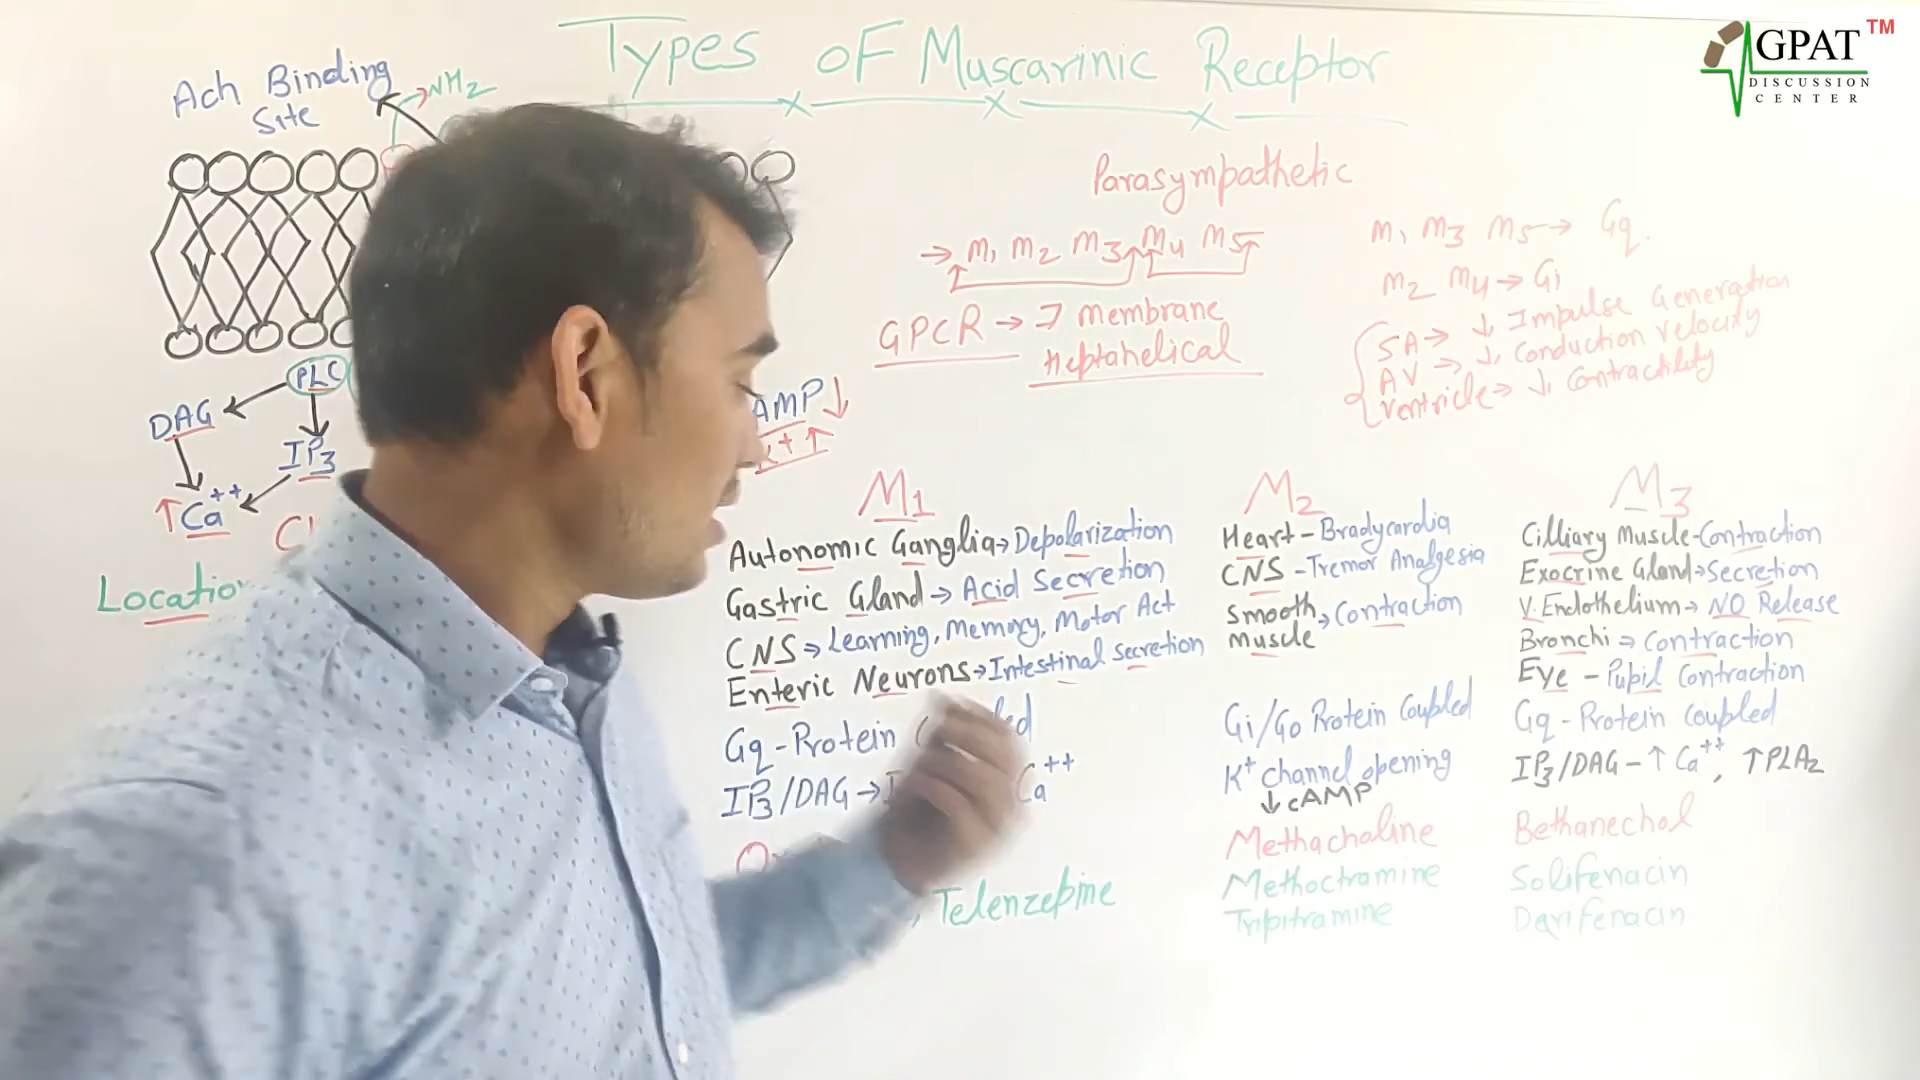 Types of Muscarinic Receptor
GPAT TM
DISCUSSION
CENTER
Ach Binding
Site
NH2
Parasympathetic
→ M1 M2 M3 M4 M5
GPCR → 7 membrane
Heptahelical
M1 M3 M5 → Gq.
M2 M4 → Gi
SA → ↓ Impulse Generation
AV → ↓ Conduction velocity
Ventricle → ↓ Contractility
PLC
DAG
IP3
↑ Ca++
AMP ↓
K+ ↑
Locatio
M1
Autonomic Ganglia → Depolarization
Gastric Gland → Acid Secretion
CNS → Learning, Memory, Motor Act
Enteric Neurons → Intestinal secretion
Gq - Protein
IP3/DAG →
Ca++
, Telenzepine
M2
Heart - Bradycardia
CNS - Tremor Analgesia
Smooth muscle → Contraction
Gi/Go Protein Coupled
K+ channel opening
↓ cAMP
Methacholine
Methoctramine
Tripitramine
M3
Cilliary Muscle - Contraction
Exocrine Gland → Secretion
V. Endothelium → NO Release
Bronchi → Contraction
Eye - Pupil Contraction
Gq - Protein Coupled
IP3/DAG - ↑ Ca++, ↑ PLA2
Bethanechol
Solifenacin
Darifenacin